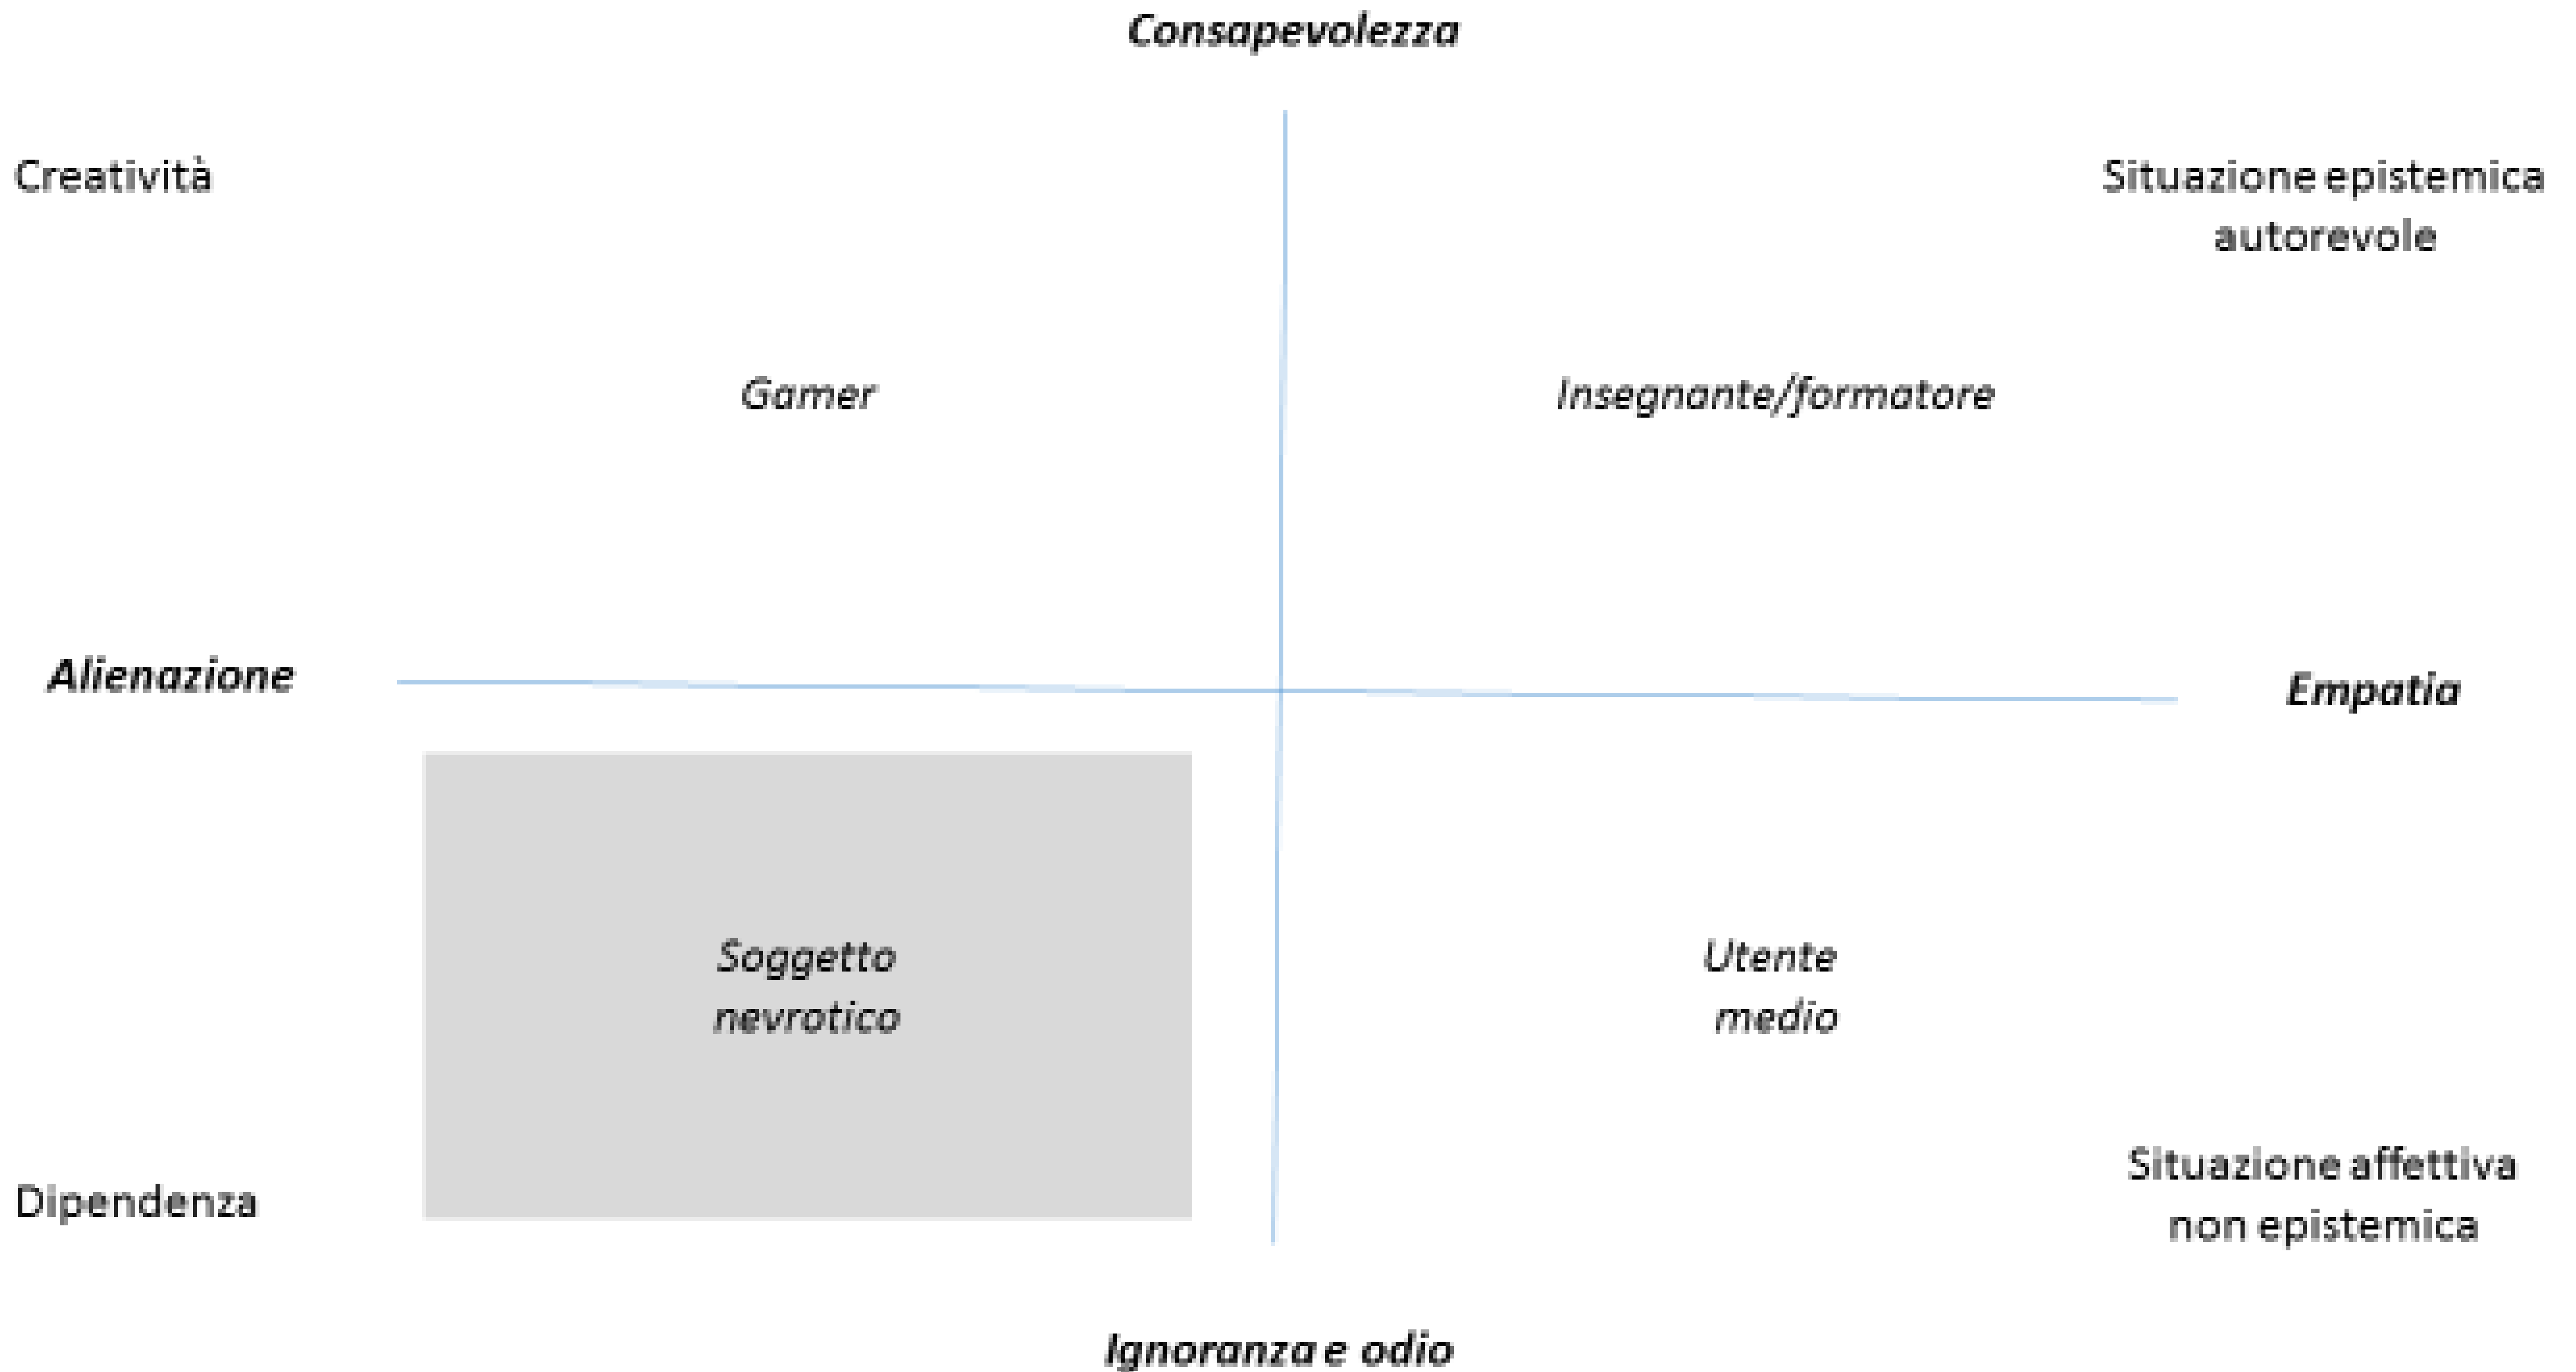 Consapevolezza
Creatività
Situazione epistemica
autorevole
Gamer
Insegnante/formatore
Alienazione
Empatia
Soggetto
nevrotico
Utente
medio
Dipendenza
Situazione affettiva
non epistemica
Ignoranza e odio